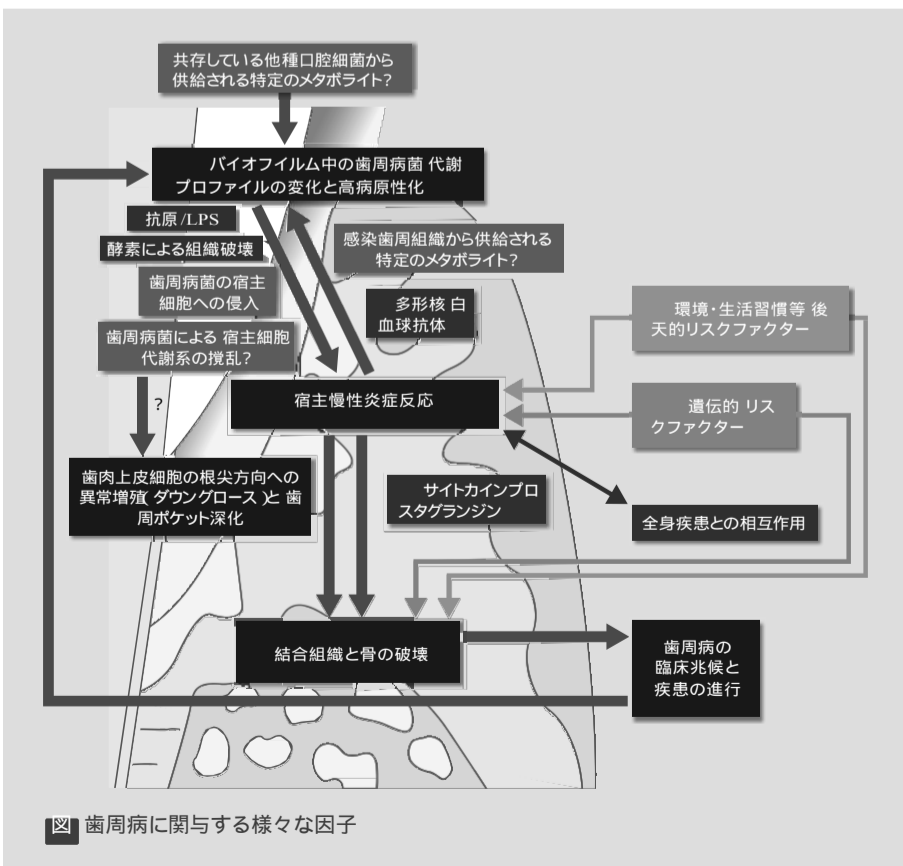 共存している他種口腔細菌から
供給される特定のメタボライト?
バイオフイルム中の歯周病菌 代謝
プロファイルの変化と高病原性化
抗原/LPS
酵素による組織破壊
歯周病菌の宿主
細胞への侵入
歯周病菌による 宿主細胞
代謝系の撹乱?
?
感染歯周組織から供給される
特定のメタボライト?
多形核 白
血球抗体
環境・生活習慣等 後
天的リスクファクター
宿主慢性炎症反応
遺伝的 リス
クファクター
歯肉上皮細胞の根尖方向への
異常増殖(ダウングロース)と 歯
周ポケット深化
サイトカインプロ
スタグランジン
全身疾患との相互作用
結合組織と骨の破壊
歯周病の
臨床兆候と
疾患の進行
図 歯周病に関与する様々な因子